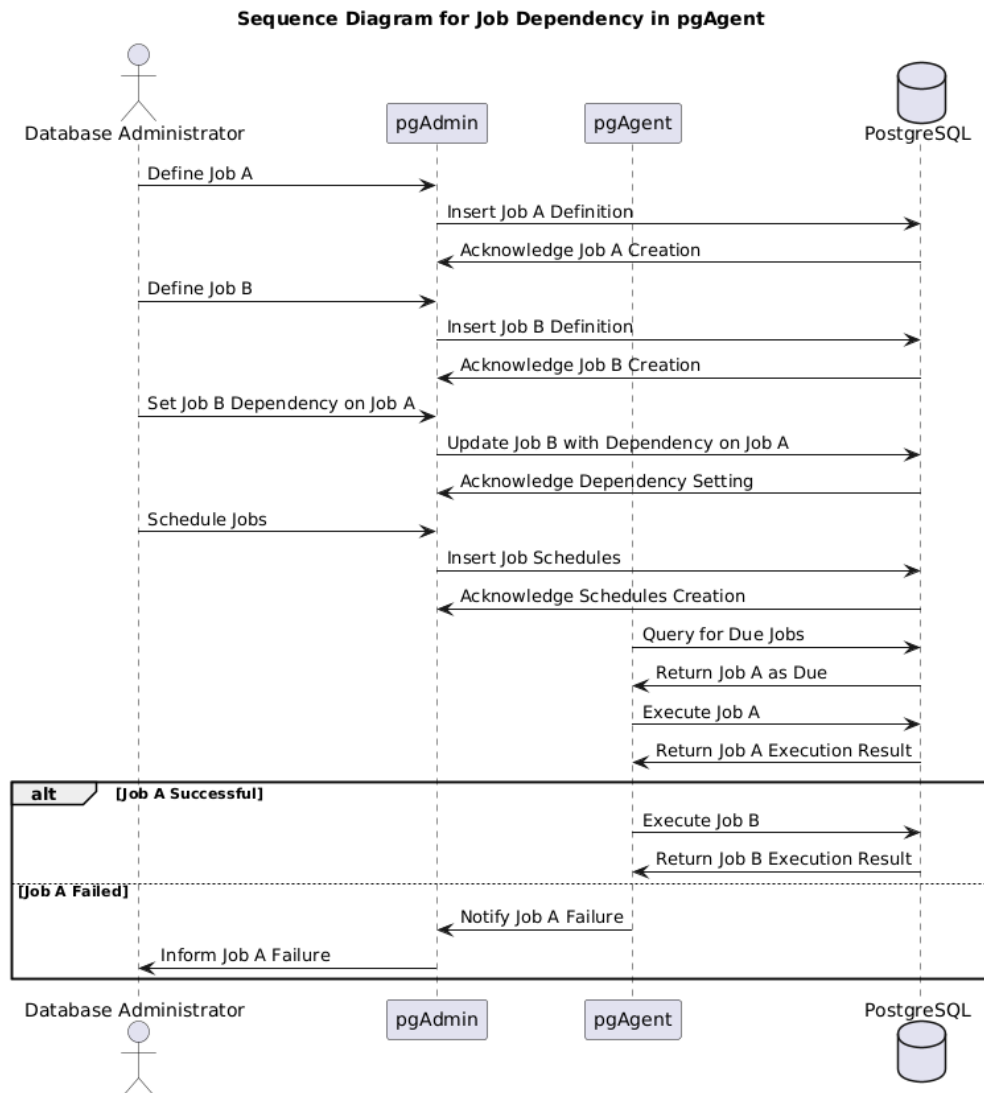 Sequence Diagram for Job Dependency in pgAgent
Database Administrator
pgAdmin
pgAgent
PostgreSQL
Define Job A
Insert Job A Definition
Acknowledge Job A Creation
Define Job B
Insert Job B Definition
Acknowledge Job B Creation
Set Job B Dependency on Job A
Update Job B with Dependency on Job A
Acknowledge Dependency Setting
Schedule Jobs
Insert Job Schedules
Acknowledge Schedules Creation
Query for Due Jobs
Return Job A as Due
Execute Job A
Return Job A Execution Result
alt [Job A Successful]
Execute Job B
Return Job B Execution Result
[Job A Failed]
Notify Job A Failure
Inform Job A Failure
Database Administrator
pgAdmin
pgAgent
PostgreSQL